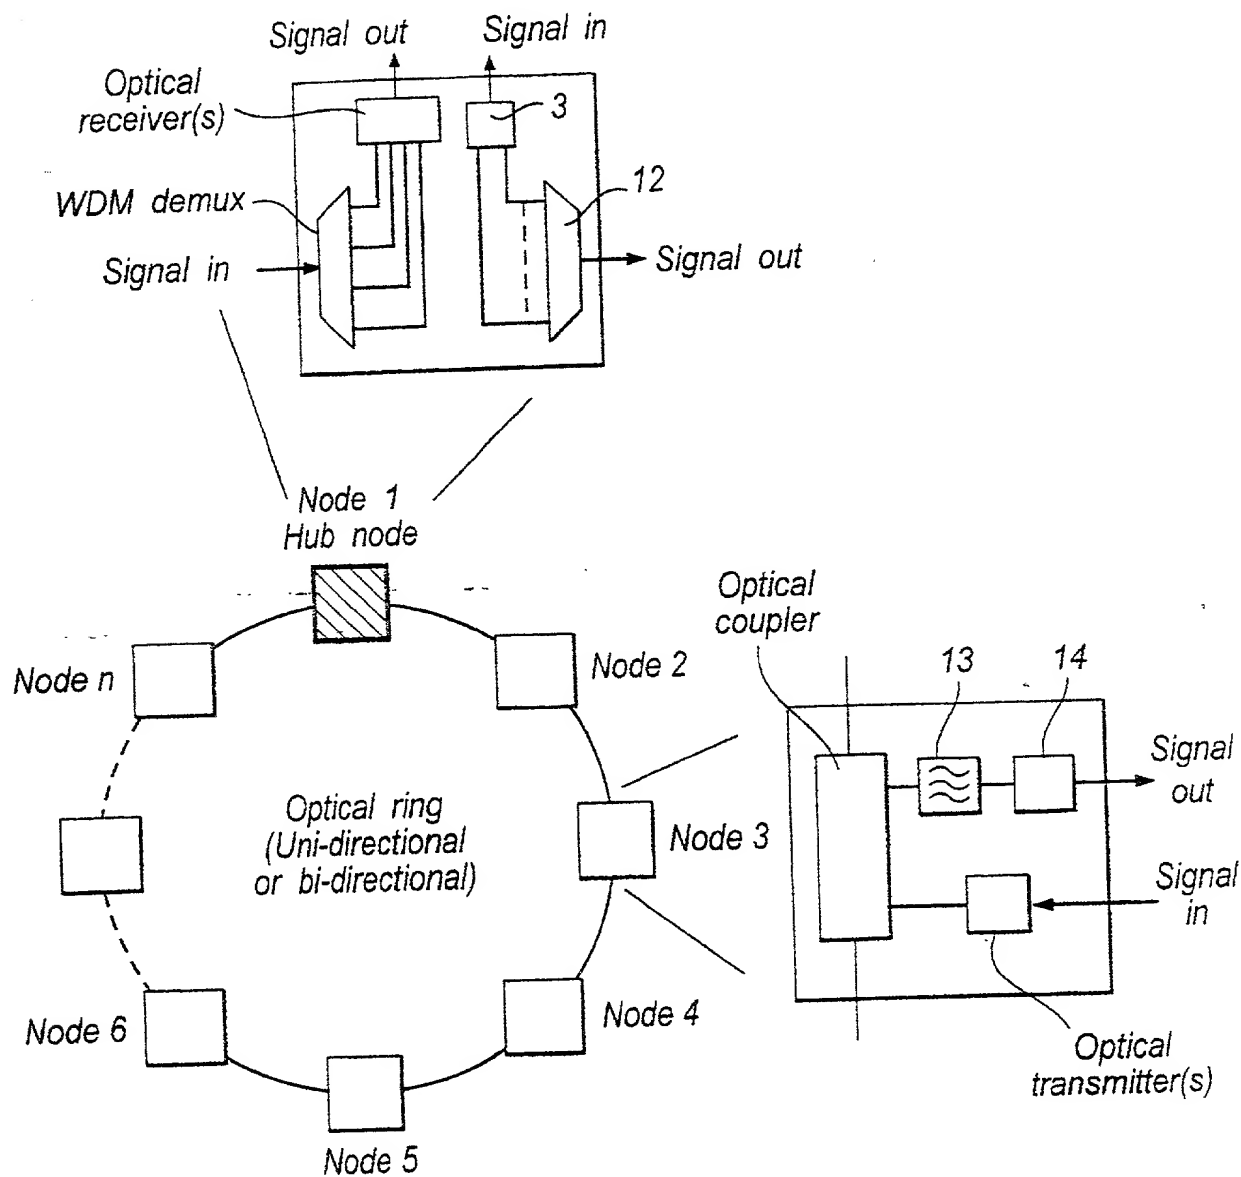 Signal out
Signal in
Optical
receiver(s)
3
WDM demux
12
Signal in
Signal out
Node 1
Hub node
Optical
coupler
Node n
Node 2
13
14
Signal
out
Optical ring
(Uni-directional
or bi-directional)
Node 3
Signal
in
Node 6
Node 4
Optical
transmitter(s)
Node 5